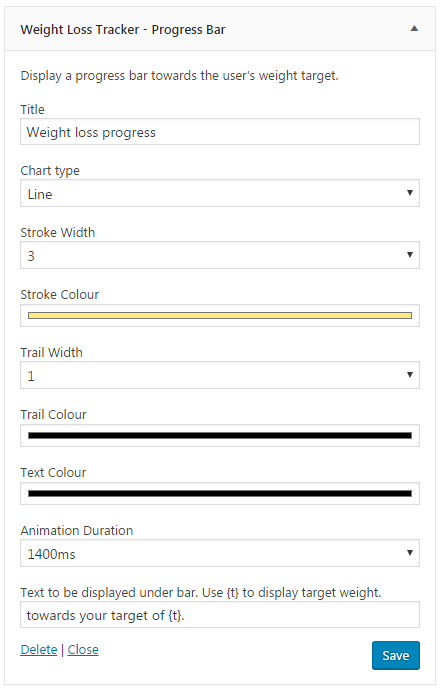 Weight Loss Tracker - Progress Bar
Display a progress bar towards the user's weight target.
Title
Weight loss progress
Chart type
Line
Stroke Width
3
Stroke Colour
Trail Width
1
Trail Colour
Text Colour
Animation Duration
1400ms
Text to be displayed under bar. Use {t} to display target weight.
towards your target of {t}.
Delete | Close
Save